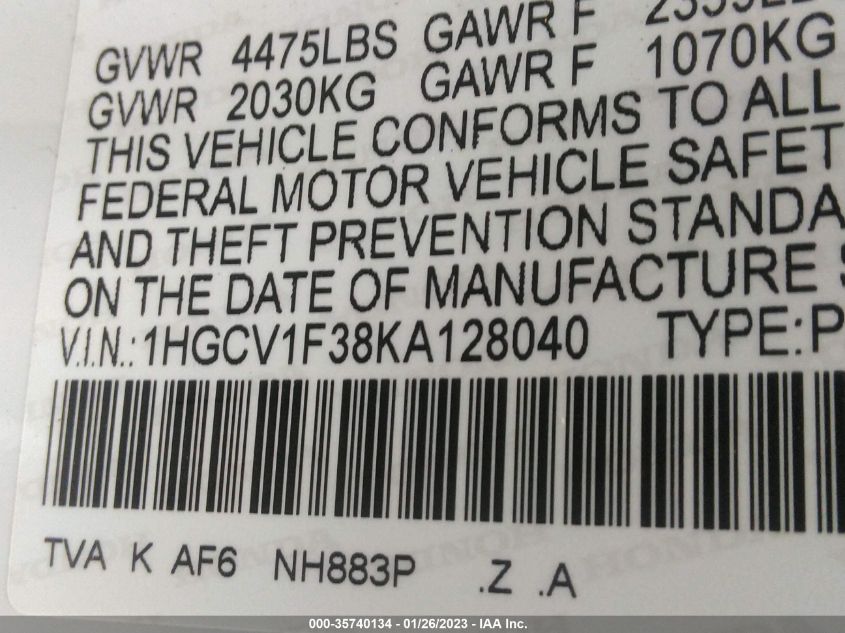 GVWR 4475LBS GAWR F
GVWR 2030KG GAWR F 1070KG
THIS VEHICLE CONFORMS TO ALL
FEDERAL MOTOR VEHICLE SAFET
AND THEFT PREVENTION STANDA
ON THE DATE OF MANUFACTURE S
V.I.N.:1HGCV1F38KA128040 TYPE:P
TVA K AF6 NH883P .Z .A
000-35740134 - 01/26/2023 - IAA Inc.